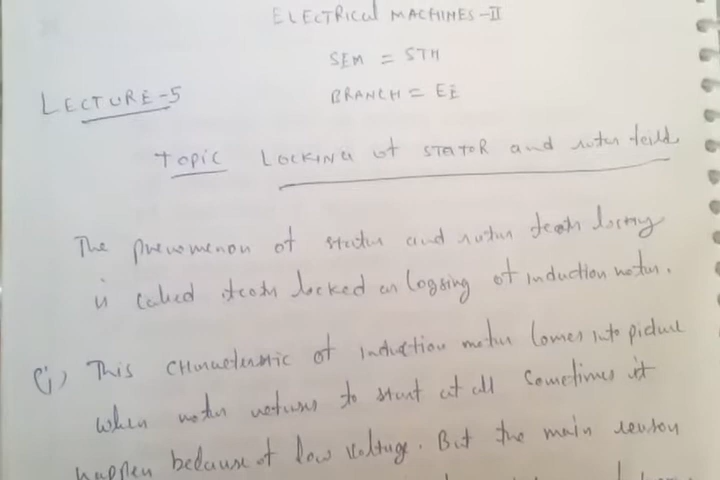 ELECTRICAL MACHINES-II
SEM = 5TH
BRANCH = EE
LECTURE-5
TOPIC LOCKING of STATOR and rotor feild
The phenomenon of stator and rotor teeth
is called teeth locked or Cogging of induction motor.
(i) This Characteristic of induction motor Comes into picture
when motor refuses to start at all Sometimes it
happen because of low Voltage. But the main reason